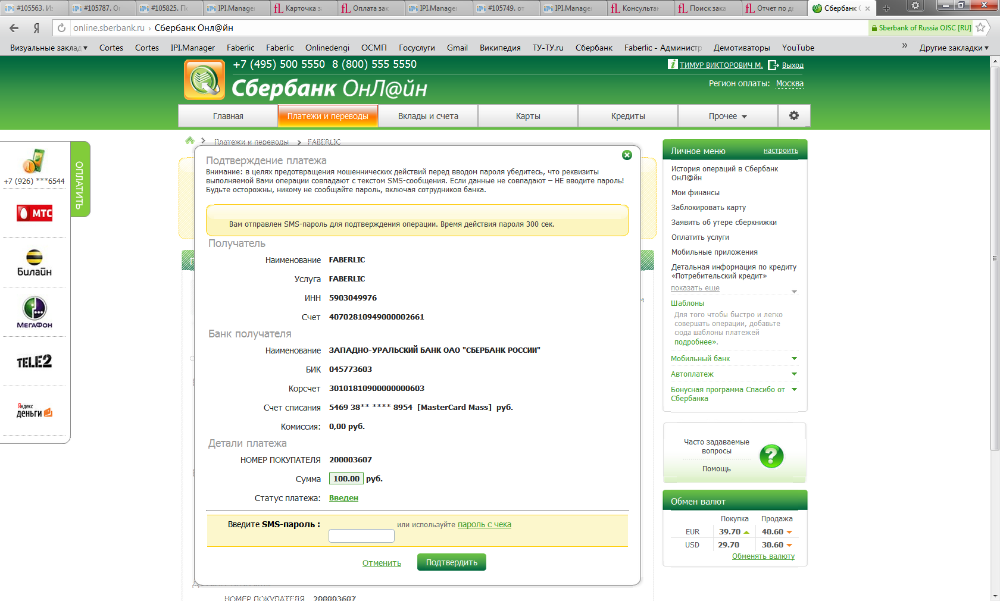 #105563. Из
#105787. От
#105825. По
IPI.Manager
Карточка за
Оплата зак
IPI.Manager
#105749. от
IPI.Manager
Консультан
Поиск зака
Отчет по д
Сбербанк
online.sberbank.ru › Сбербанк Онл@йн
Sberbank of Russia OJSC [RU]
Визуальные заклад
Cortes
Cortes
IPI.Manager
Faberlic
Faberlic
Onlinedengi
ОСМП
Госуслуги
Gmail
Википедия
ТУ-ТУ.ru
Сбербанк
Faberlic - Администр
Демотиваторы
YouTube
»
Другие закладки
+7 (495) 500 5550 8 (800) 555 5550
Сбербанк ОнЛ@йн
ТИМУР ВИКТОРОВИЧ М.
Выход
Регион оплаты: Москва
Главная
Платежи и переводы
Вклады и счета
Карты
Кредиты
Прочее
Платежи и переводы > FABERLIC
ОПЛАТИТЬ
+7 (926) ***6544
МТС
Билайн
МЕГАФОН
TELE2
Яндекс
деньги
Подтверждение платежа
Внимание: в целях предотвращения мошеннических действий перед вводом пароля убедитесь, что реквизиты
выполняемой Вами операции совпадают с текстом SMS-сообщения. Если данные не совпадают – НЕ вводите пароль!
Будьте осторожны, никому не сообщайте пароль, включая сотрудников банка.
Вам отправлен SMS-пароль для подтверждения операции. Время действия пароля 300 сек.
Получатель
Наименование FABERLIC
Услуга FABERLIC
ИНН 5903049976
Счет 40702810949000002661
Банк получателя
Наименование ЗАПАДНО-УРАЛЬСКИЙ БАНК ОАО "СБЕРБАНК РОССИИ"
БИК 045773603
Корсчет 30101810900000000603
Счет списания 5469 38** **** 8954 [MasterCard Mass] руб.
Комиссия: 0,00 руб.
Детали платежа
НОМЕР ПОКУПАТЕЛЯ 200003607
Сумма 100.00 руб.
Статус платежа: Введен
Введите SMS-пароль : или используйте пароль с чека
Отменить
Подтвердить
НОМЕР ПОКУПАТЕЛЯ 200003607
Личное меню
настроить
История операций в Сбербанк
ОнЛ@йн
Мои финансы
Заблокировать карту
Заявить об утере сберкнижки
Оплатить услуги
Мобильные приложения
Детальная информация по кредиту
«Потребительский кредит»
показать еще
Шаблоны
Для того чтобы быстро и легко
совершать операции, добавьте
сюда шаблоны платежей
подробнее».
Мобильный банк
Автоплатеж
Бонусная программа Спасибо от
Сбербанка
Часто задаваемые
вопросы
Помощь
Обмен валют
Покупка Продажа
EUR 39.70 40.60
USD 29.70 30.60
Обменять валюту